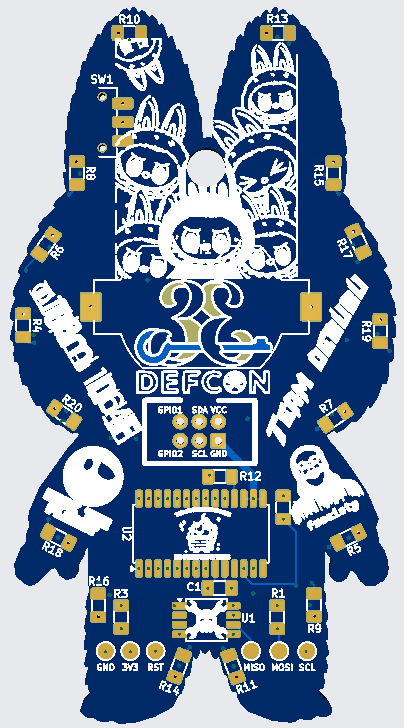 R10
R13
SW1
R8
R15
R6
R17
R4
R19
DEFCON
R20
R7
GPIO1 SDA VCC
GPIO2 SCL GND
R12
U2
R18
R5
C1
R16
R3
U1
R1
R9
GND 3V3 RST
MISO MOSI SCL
R14
R11